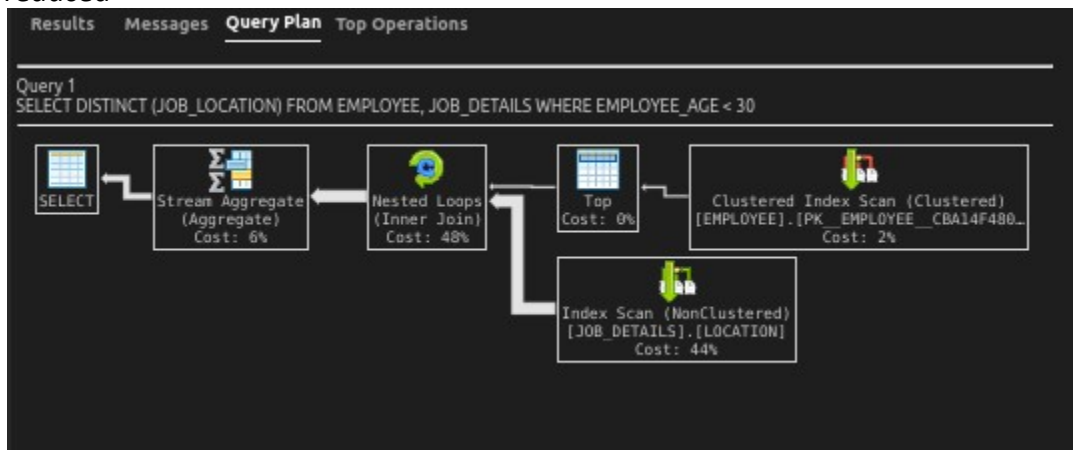 reduced
Results Messages Query Plan Top Operations
Query 1
SELECT DISTINCT (JOB_LOCATION) FROM EMPLOYEE, JOB_DETAILS WHERE EMPLOYEE_AGE < 30
SELECT
Stream Aggregate
(Aggregate)
Cost: 6%
Nested Loops
(Inner Join)
Cost: 48%
Top
Cost: 0%
Clustered Index Scan (Clustered)
[EMPLOYEE].[PK__EMPLOYEE__CBA14F480…
Cost: 2%
Index Scan (NonClustered)
[JOB_DETAILS].[LOCATION]
Cost: 44%